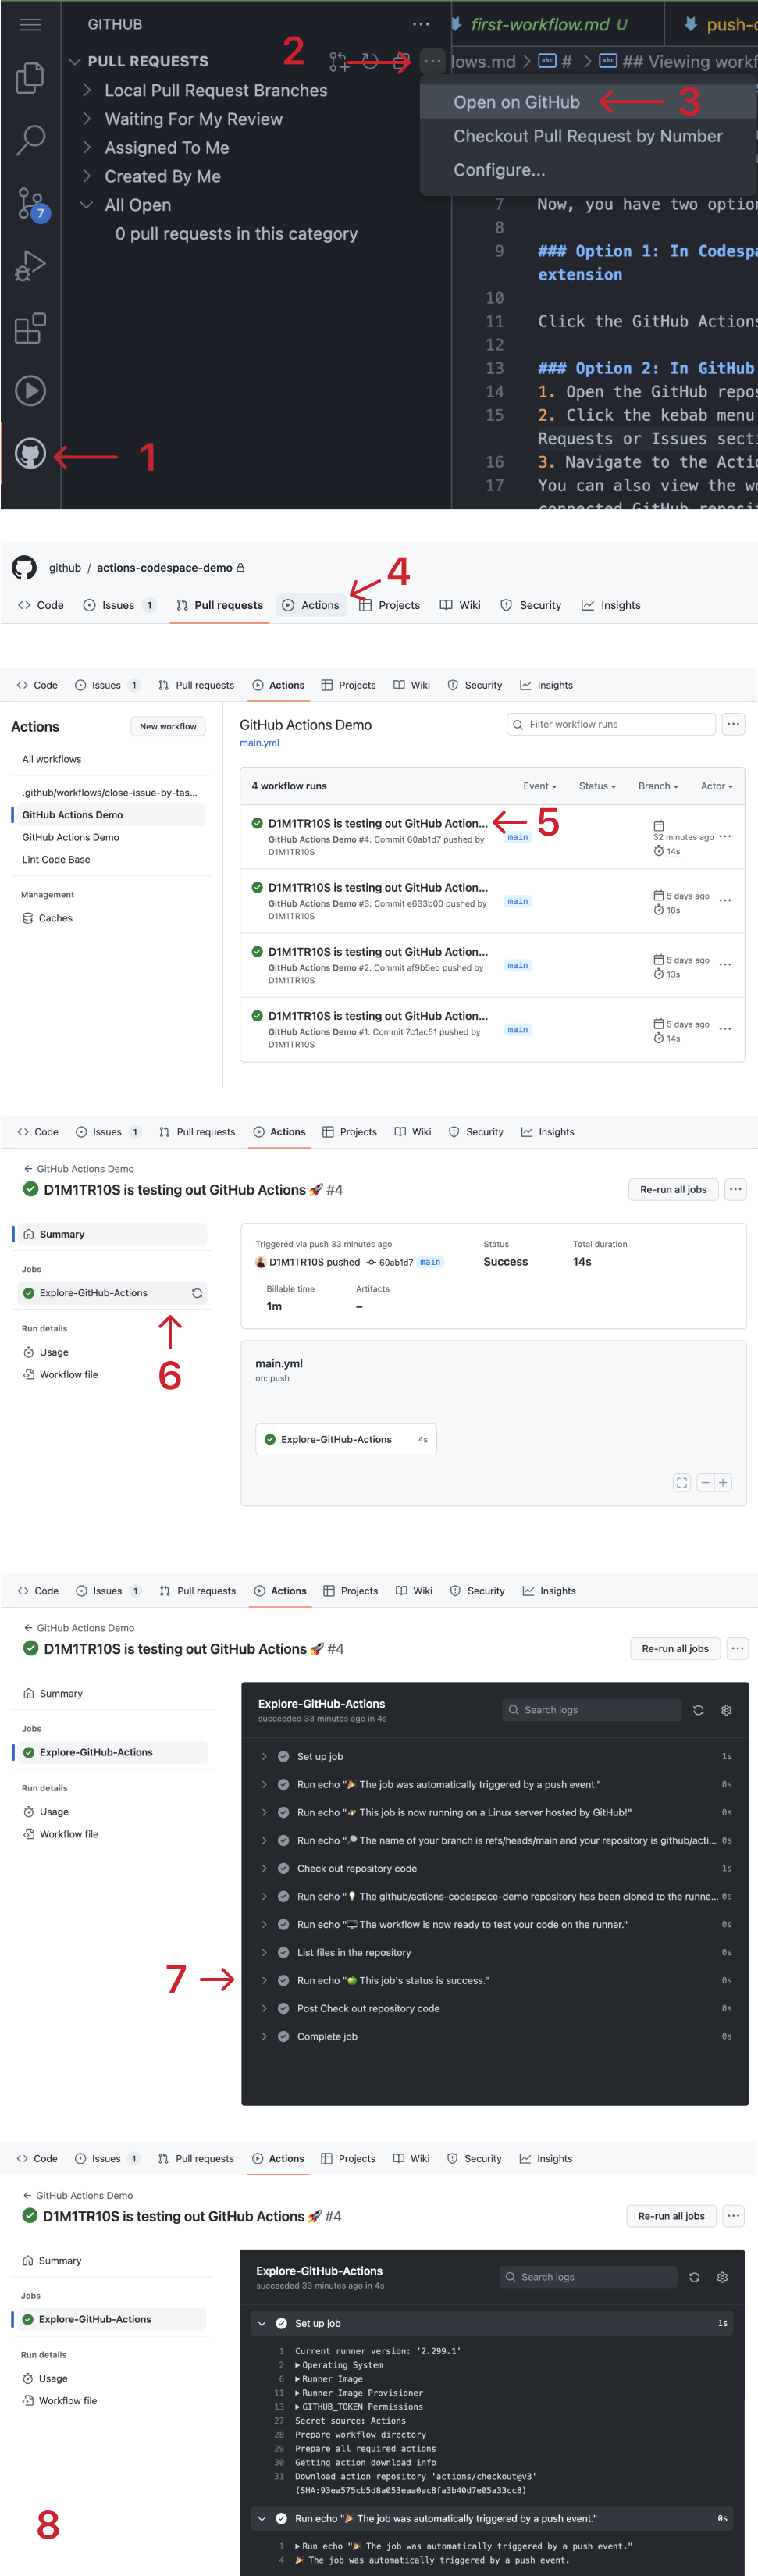 GITHUB
first-workflow.md U
push-
PULL REQUESTS
2
lows.md > # > ## Viewing workf
Local Pull Request Branches
Open on GitHub
3
Waiting For My Review
Checkout Pull Request by Number
Assigned To Me
Configure...
Created By Me
All Open
7 Now, you have two option
0 pull requests in this category
7
8
9 ### Option 1: In Codespa
extension
10
11 Click the GitHub Actions
12
13 ### Option 2: In GitHub
14 1. Open the GitHub repos
15 2. Click the kebab menu
Requests or Issues secti
16 3. Navigate to the Actio
17 You can also view the wo
connected GitHub reposit
1
github / actions-codespace-demo
4
Code Issues 1 Pull requests Actions Projects Wiki Security Insights
Code Issues 1 Pull requests Actions Projects Wiki Security Insights
Actions
New workflow
All workflows
.github/workflows/close-issue-by-tas...
GitHub Actions Demo
GitHub Actions Demo
Lint Code Base
Management
Caches
GitHub Actions Demo
main.yml
Filter workflow runs
4 workflow runs Event Status Branch Actor
D1M1TR10S is testing out GitHub Action...
5
GitHub Actions Demo #4: Commit 60ab1d7 pushed by
D1M1TR10S
main
32 minutes ago
14s
D1M1TR10S is testing out GitHub Action...
GitHub Actions Demo #3: Commit e633b00 pushed by
D1M1TR10S
main
5 days ago
16s
D1M1TR10S is testing out GitHub Action...
GitHub Actions Demo #2: Commit af9b5eb pushed by
D1M1TR10S
main
5 days ago
13s
D1M1TR10S is testing out GitHub Action...
GitHub Actions Demo #1: Commit 7c1ac51 pushed by
D1M1TR10S
main
5 days ago
14s
Code Issues 1 Pull requests Actions Projects Wiki Security Insights
← GitHub Actions Demo
D1M1TR10S is testing out GitHub Actions 🚀 #4
Re-run all jobs
Summary
Jobs
Explore-GitHub-Actions
Run details
Usage
Workflow file
6
Triggered via push 33 minutes ago
D1M1TR10S pushed 60ab1d7 main
Status
Success
Total duration
14s
Billable time
1m
Artifacts
–
main.yml
on: push
Explore-GitHub-Actions 4s
Code Issues 1 Pull requests Actions Projects Wiki Security Insights
← GitHub Actions Demo
D1M1TR10S is testing out GitHub Actions 🚀 #4
Re-run all jobs
Summary
Jobs
Explore-GitHub-Actions
Run details
Usage
Workflow file
7
Explore-GitHub-Actions
succeeded 33 minutes ago in 4s
Search logs
Set up job 1s
Run echo "🎉 The job was automatically triggered by a push event." 0s
Run echo "🐧 This job is now running on a Linux server hosted by GitHub!" 0s
Run echo "🔎 The name of your branch is refs/heads/main and your repository is github/acti... 0s
Check out repository code 1s
Run echo "💡 The github/actions-codespace-demo repository has been cloned to the runne... 0s
Run echo "🖥️ The workflow is now ready to test your code on the runner." 0s
List files in the repository 0s
Run echo "🍏 This job's status is success." 0s
Post Check out repository code 0s
Complete job 0s
Code Issues 1 Pull requests Actions Projects Wiki Security Insights
← GitHub Actions Demo
D1M1TR10S is testing out GitHub Actions 🚀 #4
Re-run all jobs
Summary
Jobs
Explore-GitHub-Actions
Run details
Usage
Workflow file
8
Explore-GitHub-Actions
succeeded 33 minutes ago in 4s
Search logs
Set up job 1s
1 Current runner version: '2.299.1'
2 ▶ Operating System
6 ▶ Runner Image
11 ▶ Runner Image Provisioner
13 ▶ GITHUB_TOKEN Permissions
27 Secret source: Actions
28 Prepare workflow directory
29 Prepare all required actions
30 Getting action download info
31 Download action repository 'actions/checkout@v3'
(SHA:93ea575cb5d8a053eaa0ac8fa3b40d7e05a33cc8)
Run echo "🎉 The job was automatically triggered by a push event." 0s
1 ▶ Run echo "🎉 The job was automatically triggered by a push event."
4 🎉 The job was automatically triggered by a push event.